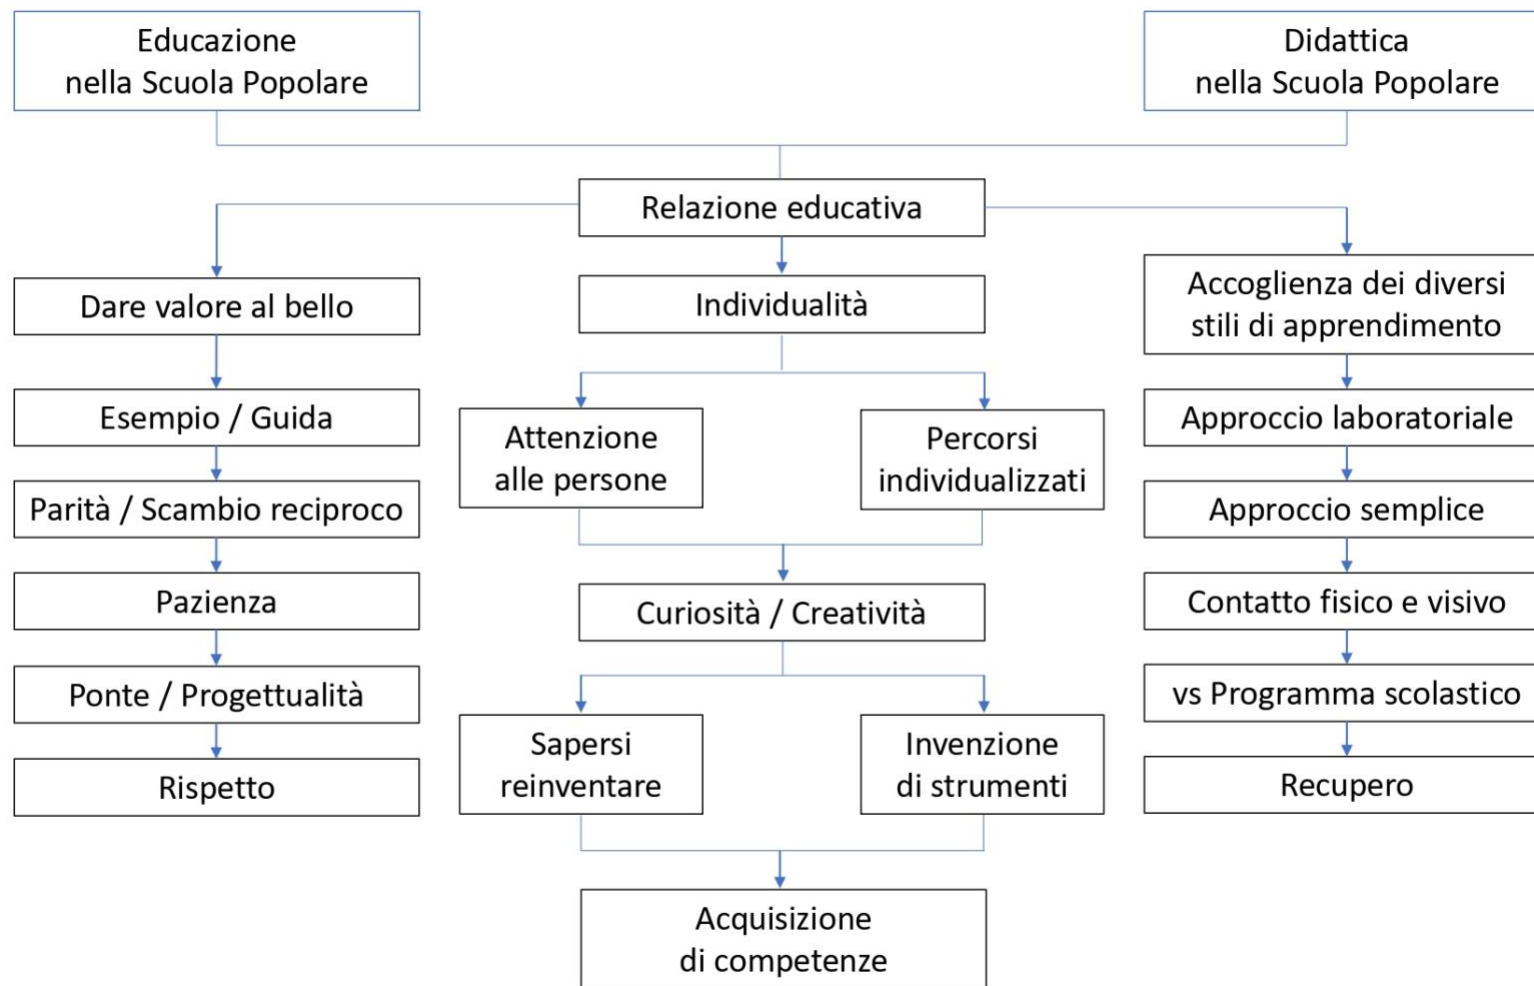 Educazione
nella Scuola Popolare
Didattica
nella Scuola Popolare
Relazione educativa
Dare valore al bello
Esempio / Guida
Parità / Scambio reciproco
Pazienza
Ponte / Progettualità
Rispetto
Individualità
Attenzione
alle persone
Percorsi
individualizzati
Curiosità / Creatività
Sapersi
reinventare
Invenzione
di strumenti
Acquisizione
di competenze
Accoglienza dei diversi
stili di apprendimento
Approccio laboratoriale
Approccio semplice
Contatto fisico e visivo
vs Programma scolastico
Recupero